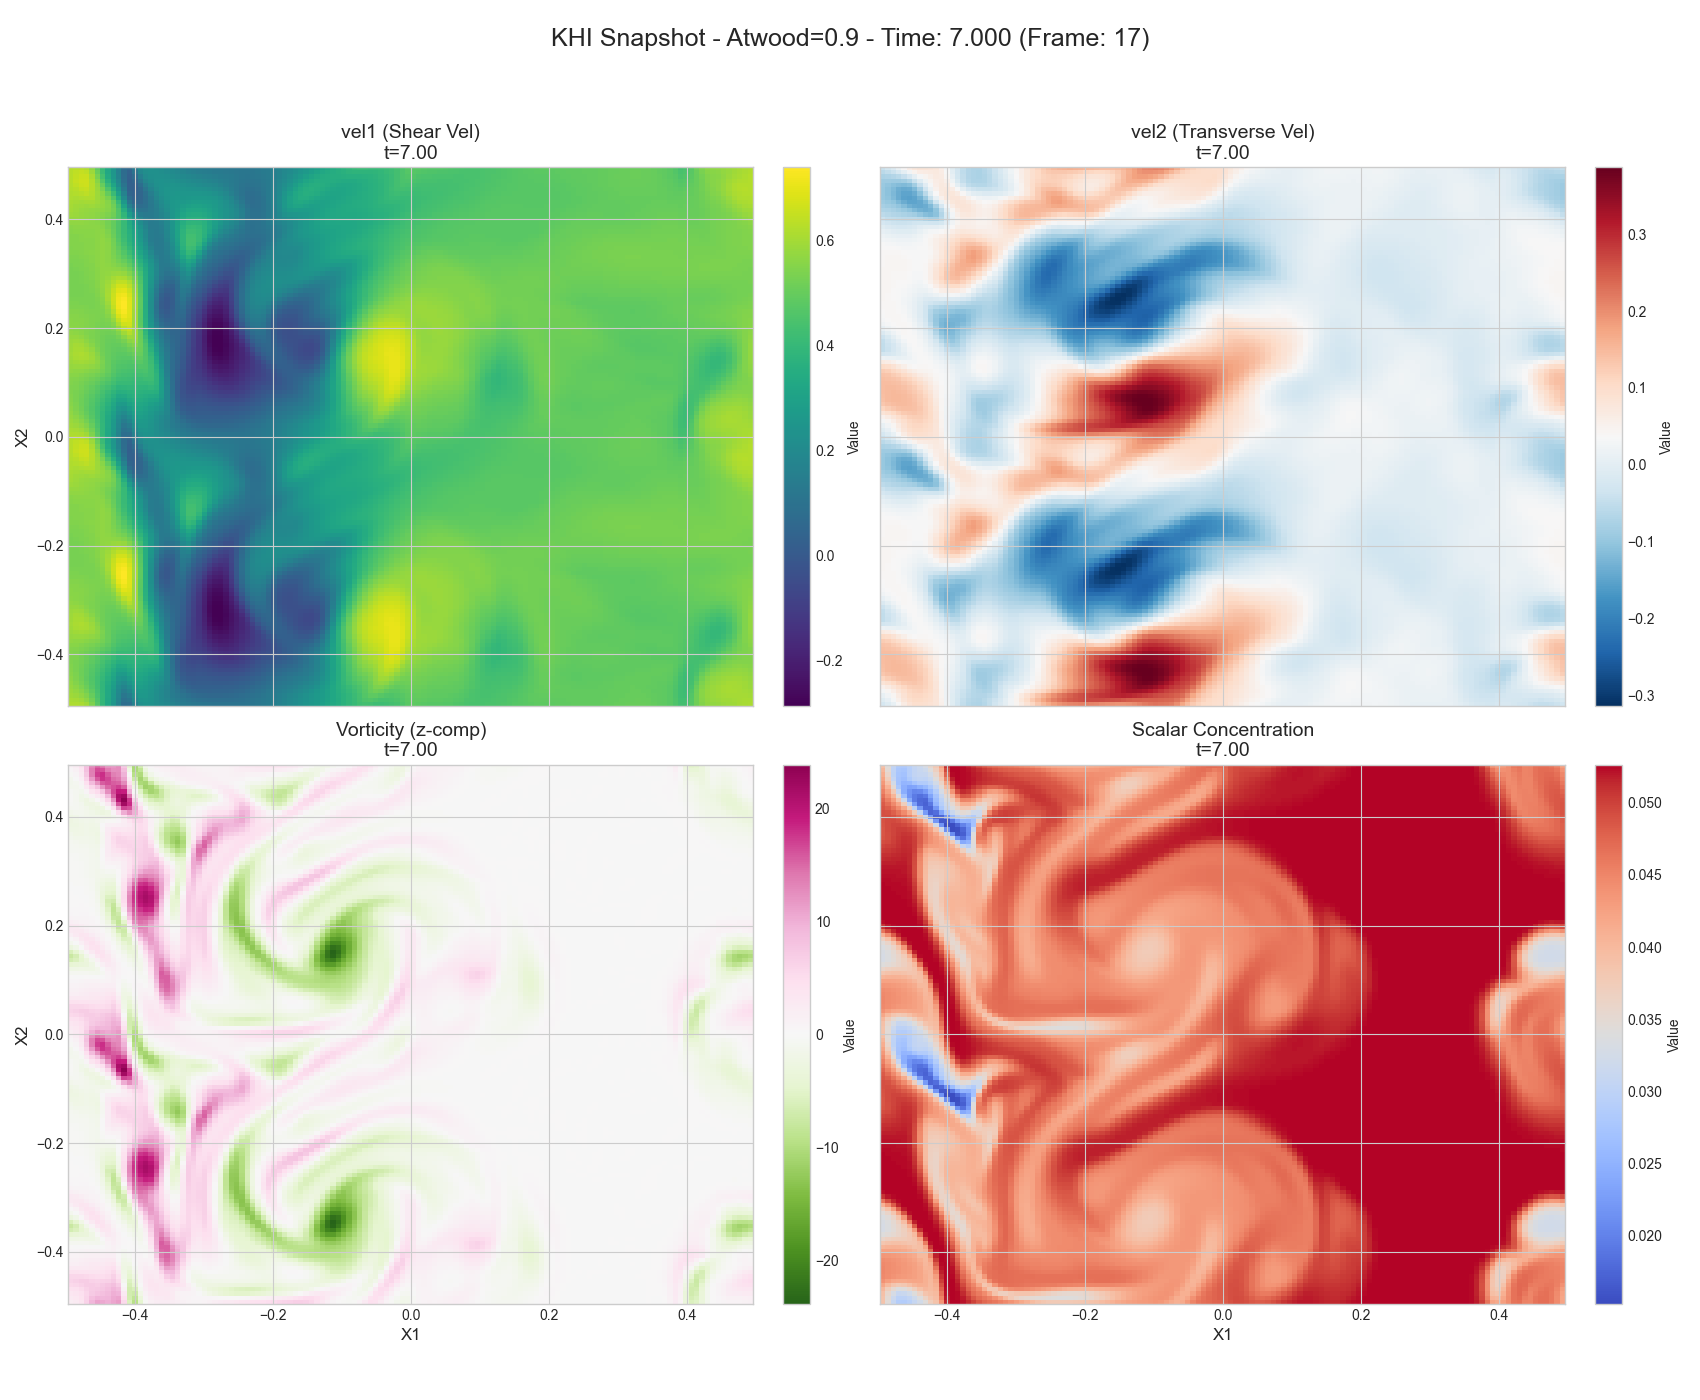 KHI Snapshot - Atwood=0.9 - Time: 7.000 (Frame: 17)
vel1 (Shear Vel)
t=7.00
X2
0.4
0.2
0.0
−0.2
−0.4
0.6
0.4
0.2
0.0
−0.2
Value
vel2 (Transverse Vel)
t=7.00
0.3
0.2
0.1
0.0
−0.1
−0.2
−0.3
Value
Vorticity (z-comp)
t=7.00
X2
0.4
0.2
0.0
−0.2
−0.4
−0.4
−0.2
0.0
0.2
0.4
X1
20
10
0
−10
−20
Value
Scalar Concentration
t=7.00
−0.4
−0.2
0.0
0.2
0.4
X1
0.050
0.045
0.040
0.035
0.030
0.025
0.020
Value